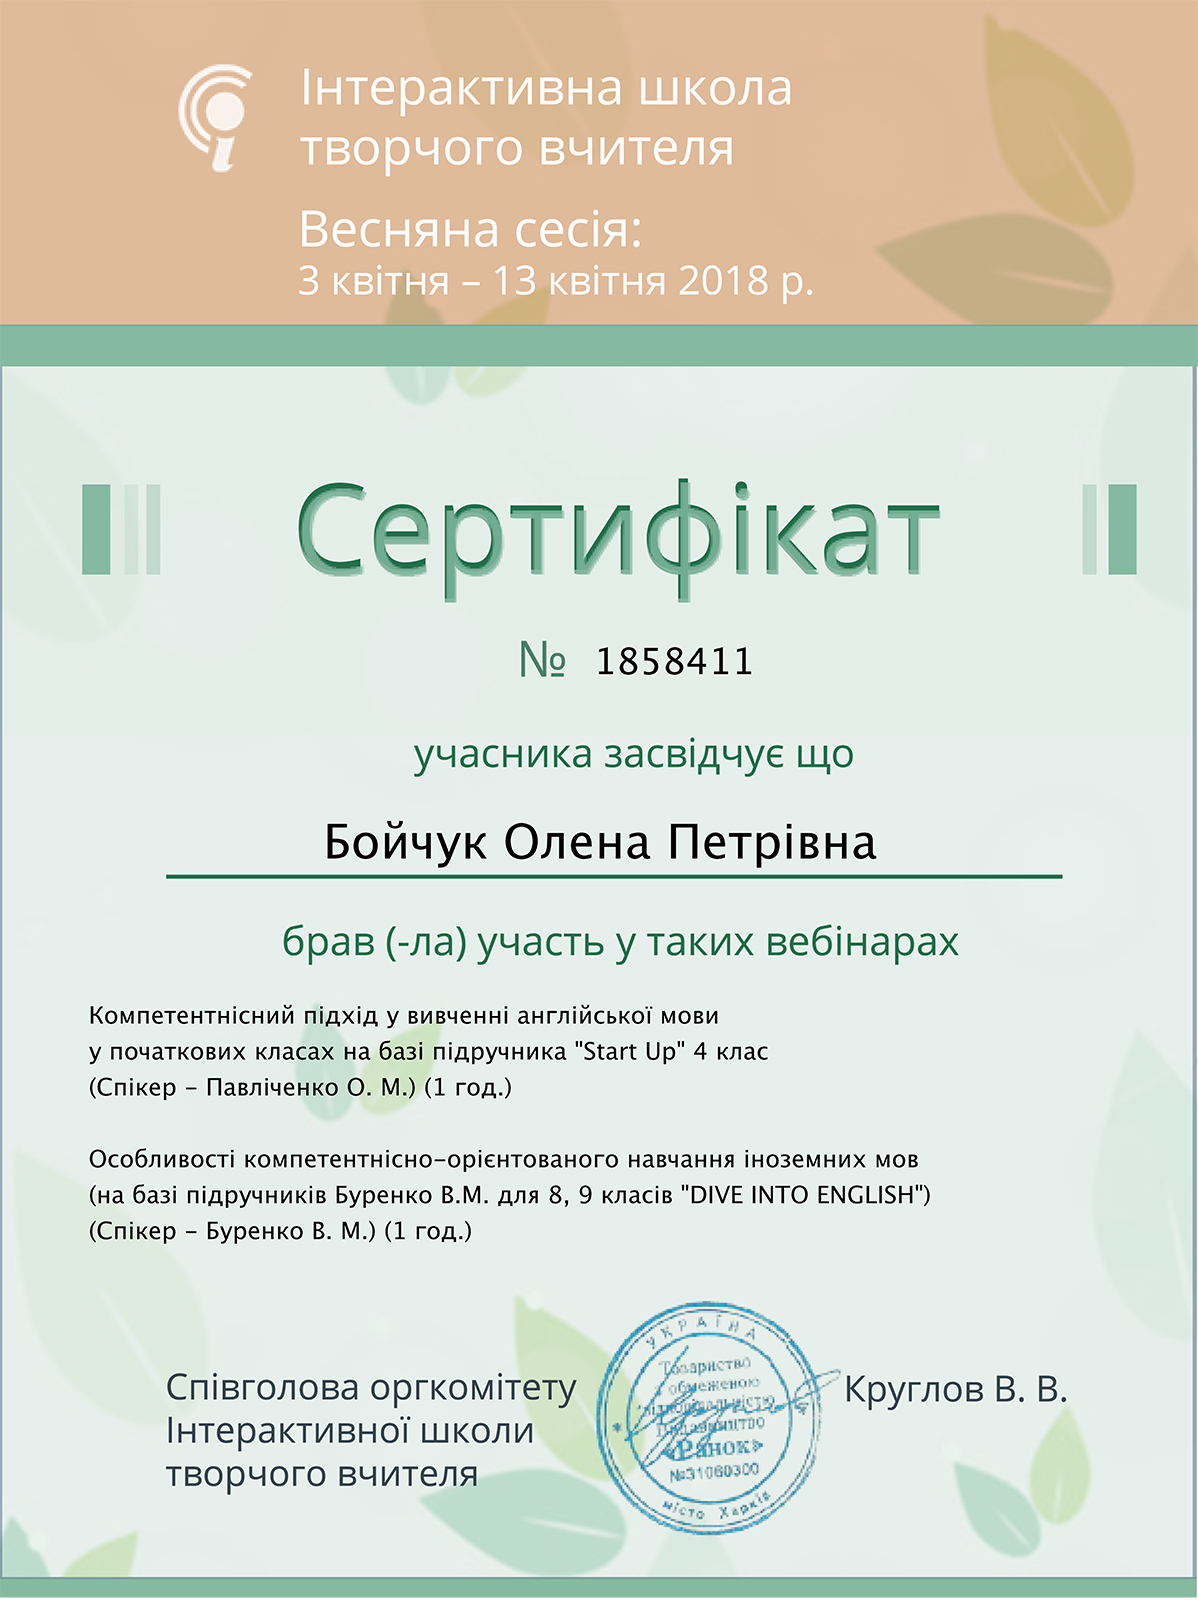 Інтерактивна школа
творчого вчителя
Весняна сесія:
3 квітня – 13 квітня 2018 р.
Сертифікат
№ 1858411
учасника засвідчує що
Бойчук Олена Петрівна
брав (-ла) участь у таких вебінарах
Компетентнісний підхід у вивченні англійської мови
у початкових класах на базі підручника "Start Up" 4 клас
(Спікер – Павліченко О. М.) (1 год.)
Особливості компетентнісно-орієнтованого навчання іноземних мов
(на базі підручників Буренко В.М. для 8, 9 класів "DIVE INTO ENGLISH")
(Спікер – Буренко В. М.) (1 год.)
Співголова оргкомітету
Інтерактивної школи
творчого вчителя
УКРАЇНА
Товариство
з обмеженою
відповідальністю
Видавництво
«Ранок»
№31060300
місто Харків
Круглов В. В.